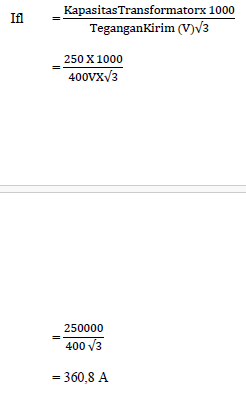 Ifl = KapasitasTransformatorx 1000
TeganganKirim (V)√3
= 250 X 1000
400VX√3
= 250000
400 √3
= 360,8 A